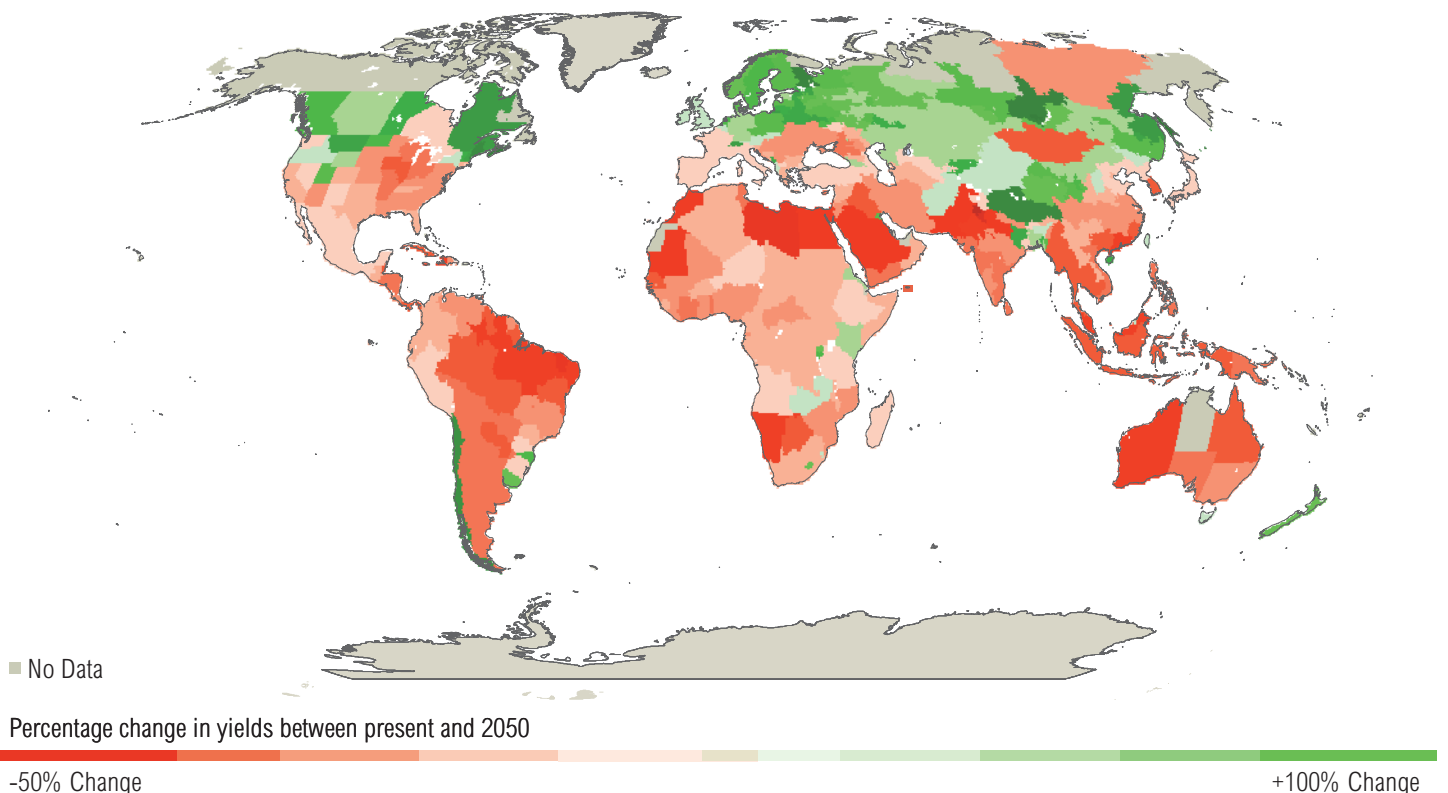 No Data
Percentage change in yields between present and 2050
-50% Change
+100% Change